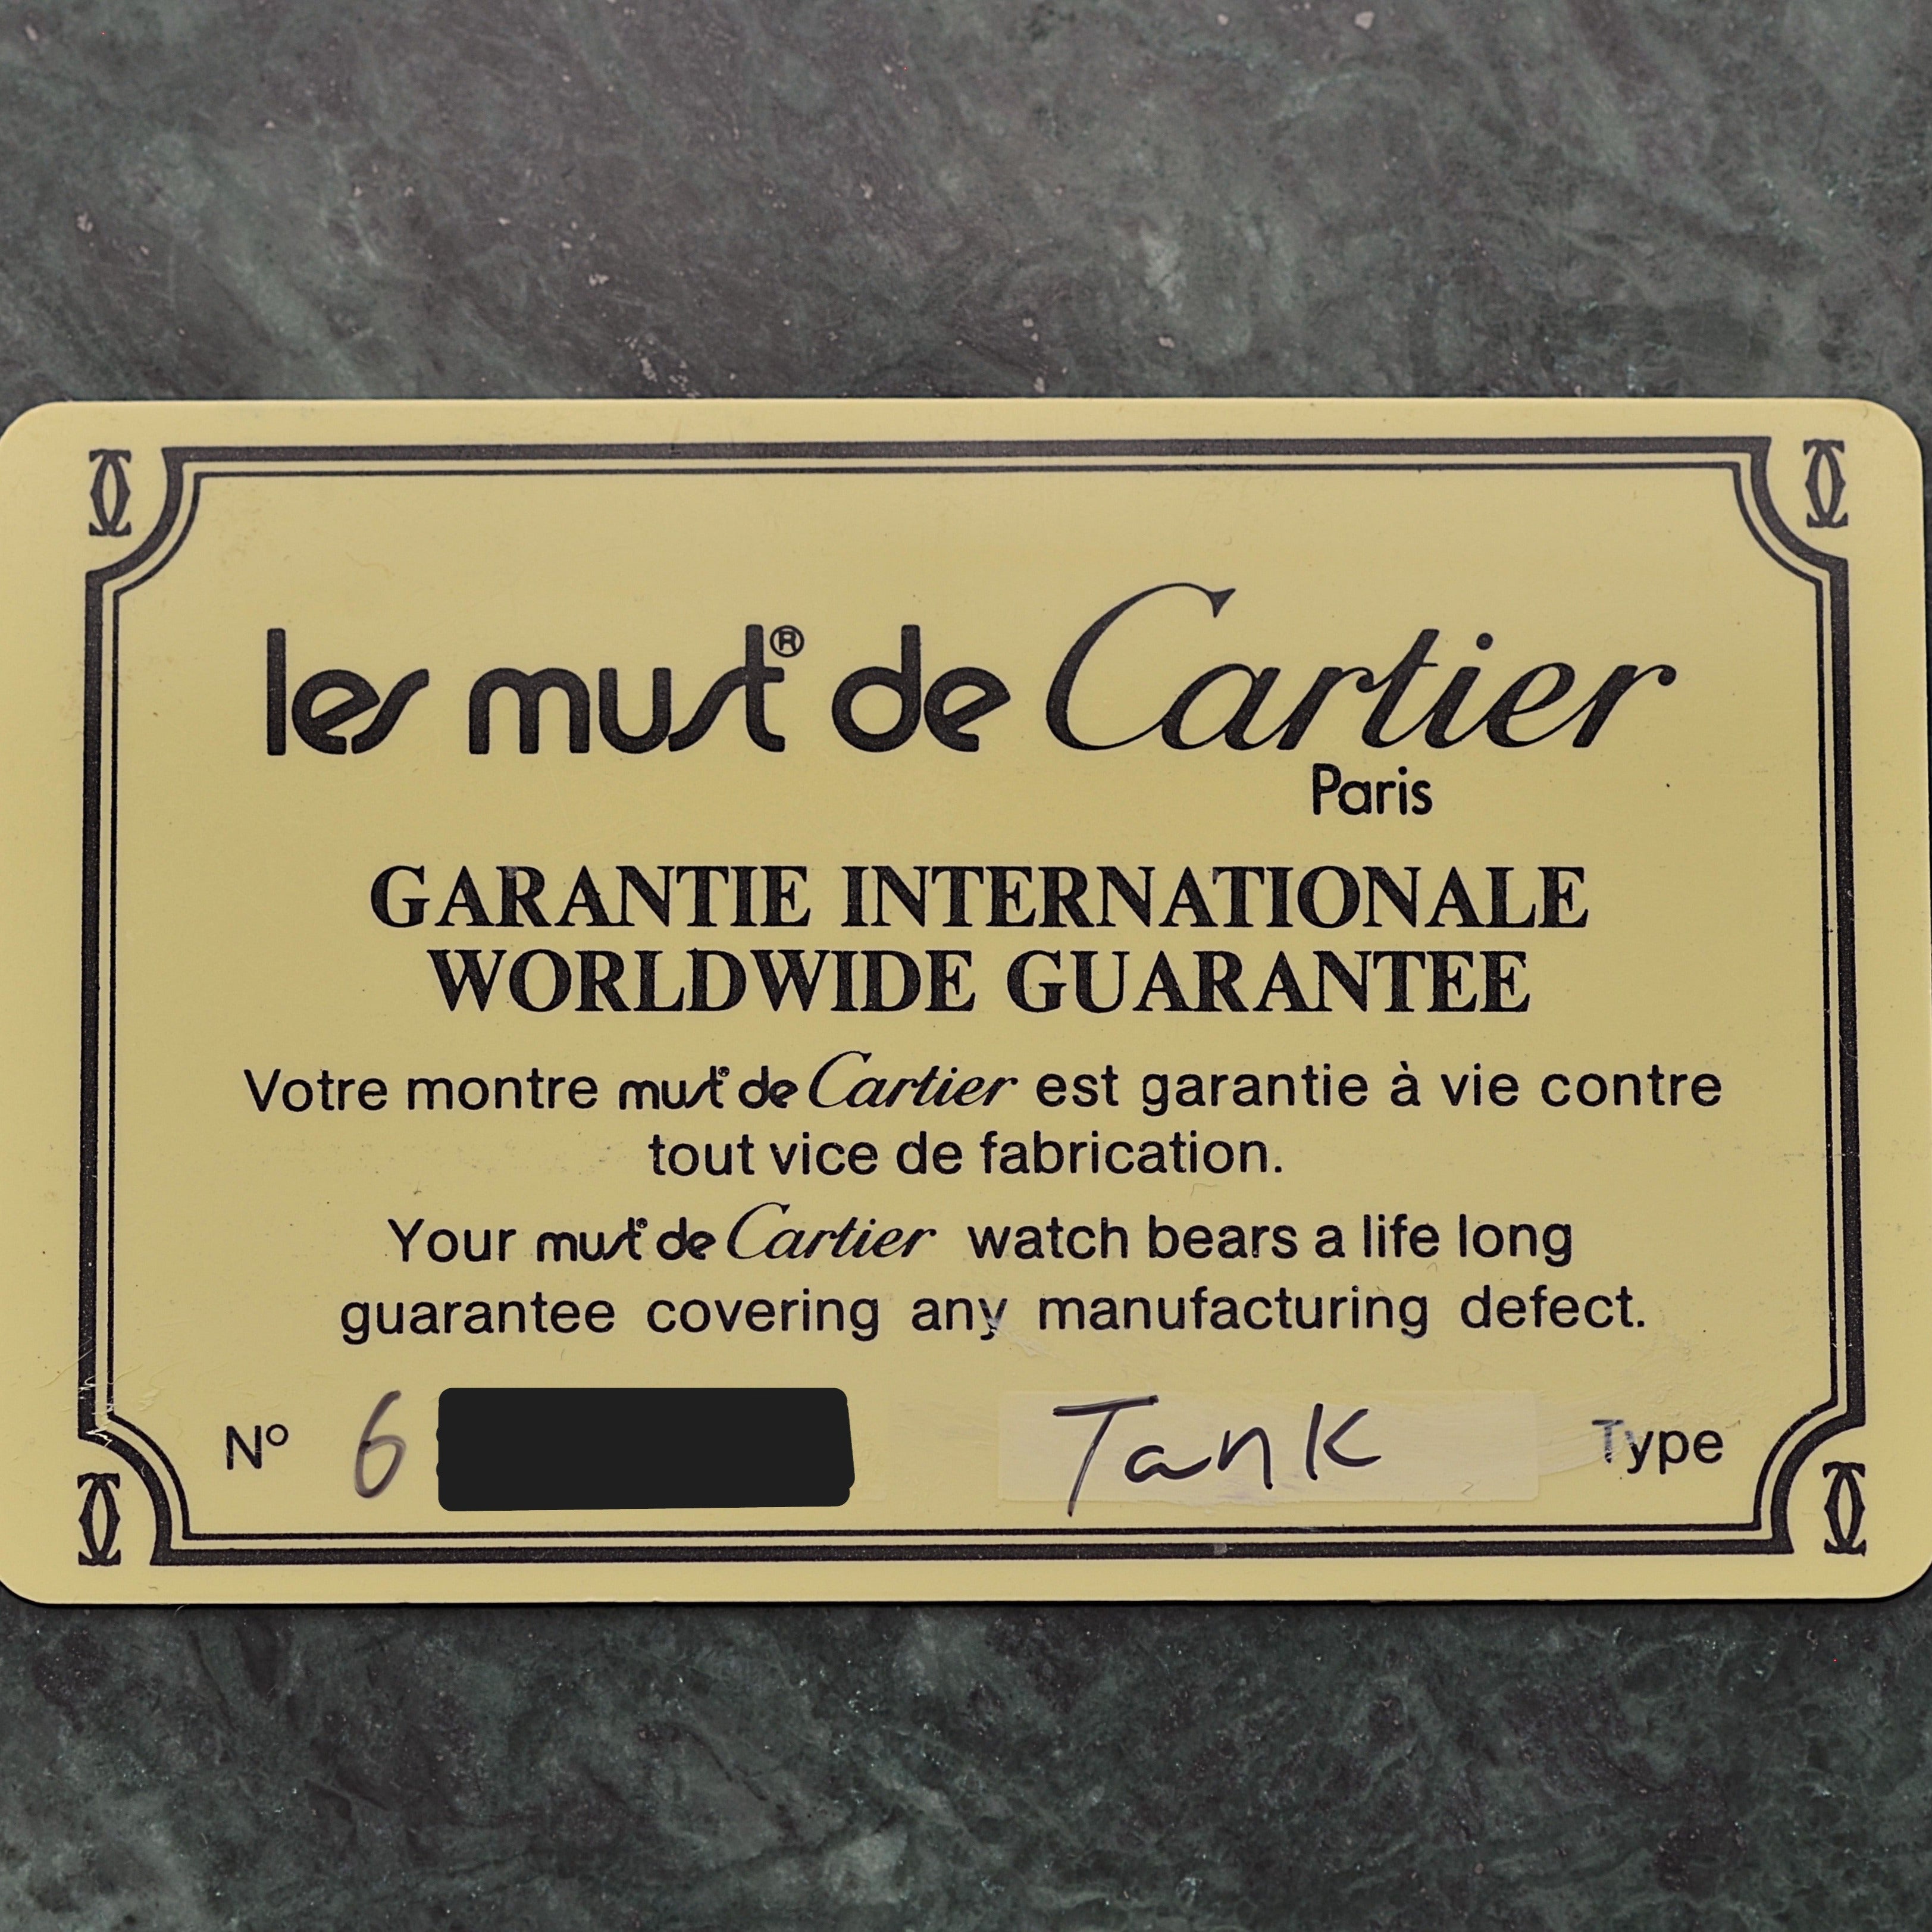 les must® de Cartier
Paris
GARANTIE INTERNATIONALE
WORLDWIDE GUARANTEE
Votre montre must® de Cartier est garantie à vie contre
tout vice de fabrication.
Your must® de Cartier watch bears a life long
guarantee covering any manufacturing defect.
Nº 6 Tank Type